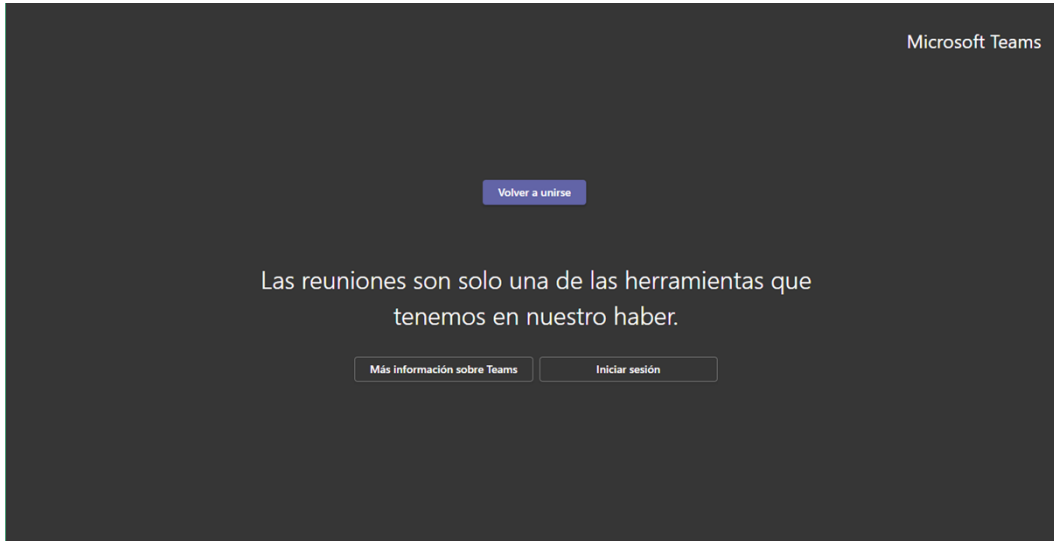 Microsoft Teams
Volver a unirse
Las reuniones son solo una de las herramientas que
tenemos en nuestro haber.
Más información sobre Teams
Iniciar sesión